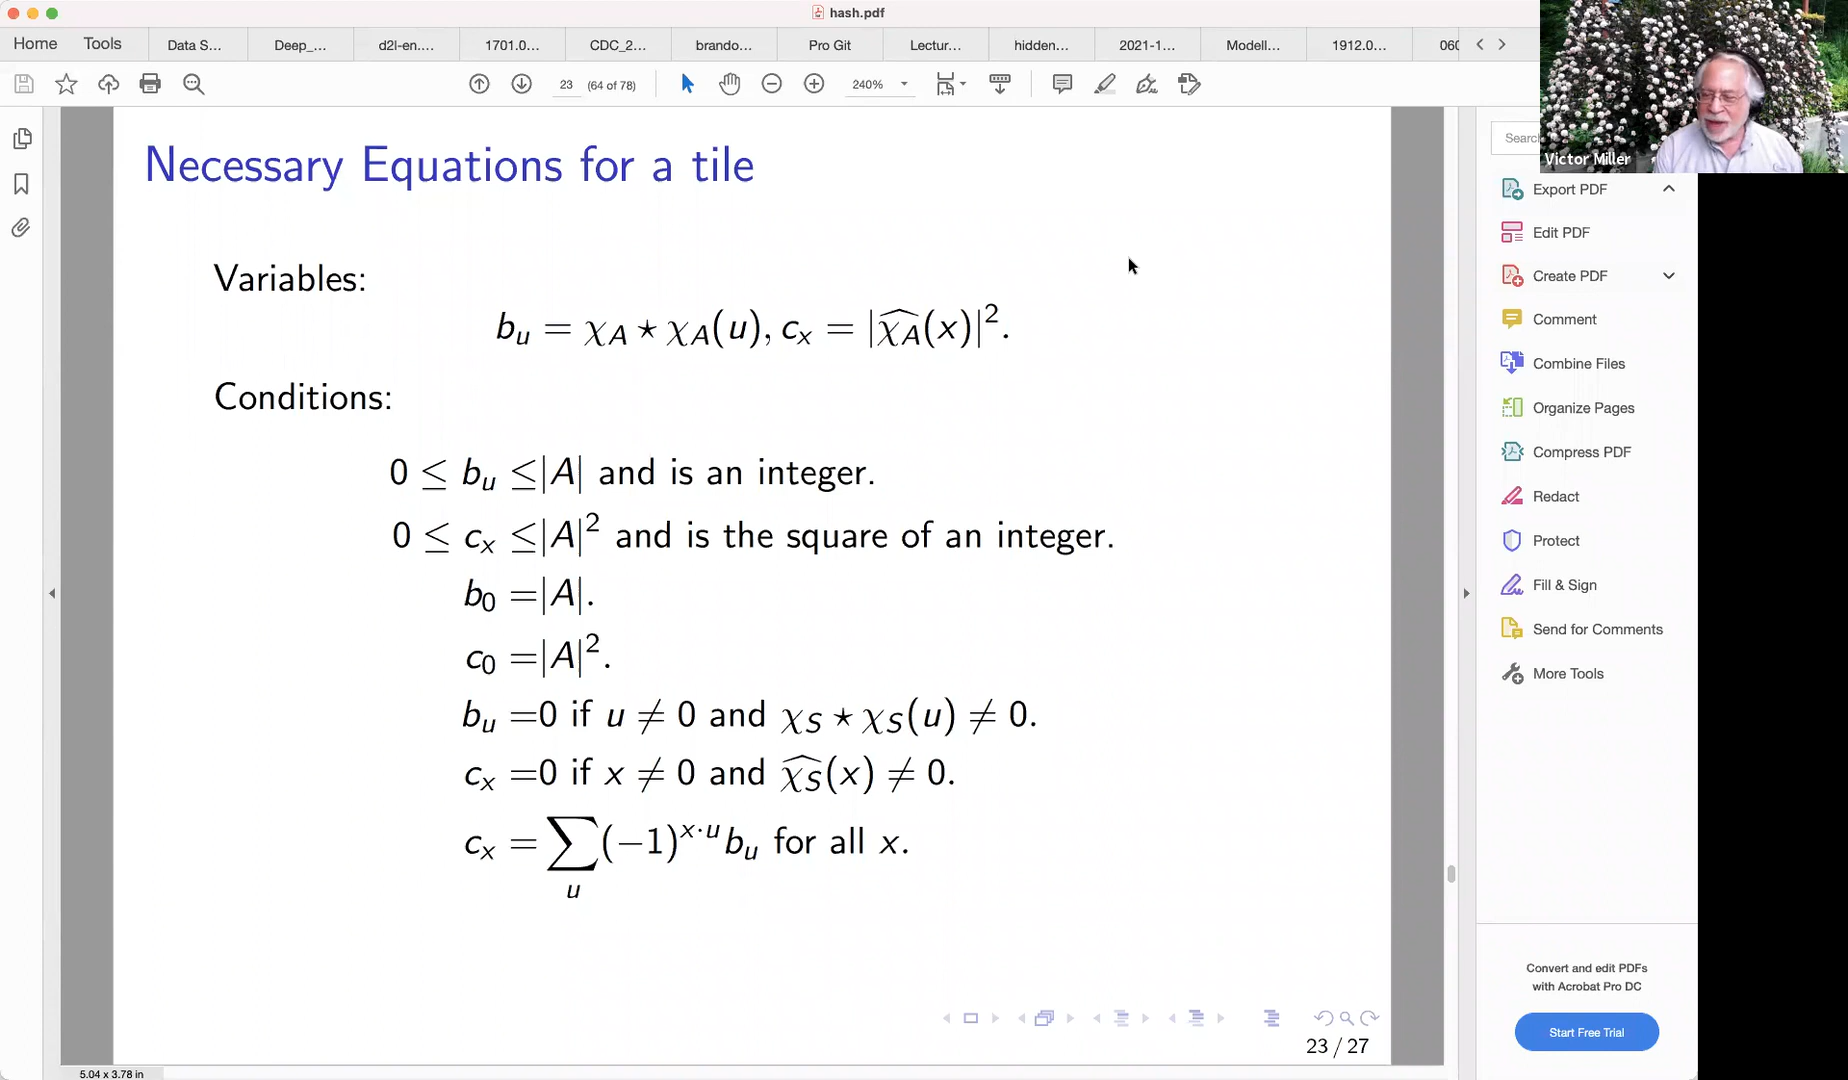 hash.pdf
Home Tools Data S... Deep_... d2l-en.... 1701.0... CDC_2... brando... Pro Git Lectur... hidden... 2021-1... Modell... 1912.0... 060
23 (64 of 78) 240%
Victor Miller
Necessary Equations for a tile
Variables:
b_u = χ_A ⋆ χ_A(u), c_x = |\widehat{χ_A}(x)|^2.
Conditions:
0 ≤ b_u ≤|A| and is an integer.
0 ≤ c_x ≤|A|^2 and is the square of an integer.
b_0 =|A|.
c_0 =|A|^2.
b_u =0 if u ≠ 0 and χ_S ⋆ χ_S(u) ≠ 0.
c_x =0 if x ≠ 0 and \widehat{χ_S}(x) ≠ 0.
c_x = ∑_u (−1)^{x·u} b_u for all x.
23 / 27
5.04 x 3.78 in
Searc
Export PDF
Edit PDF
Create PDF
Comment
Combine Files
Organize Pages
Compress PDF
Redact
Protect
Fill & Sign
Send for Comments
More Tools
Convert and edit PDFs
with Acrobat Pro DC
Start Free Trial